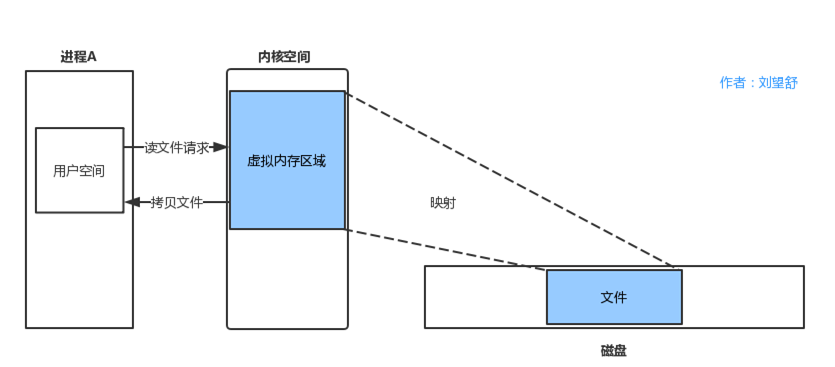 进程A
内核空间
作者：刘望舒
读文件请求
虚拟内存区域
用户空间
拷贝文件
映射
文件
磁盘